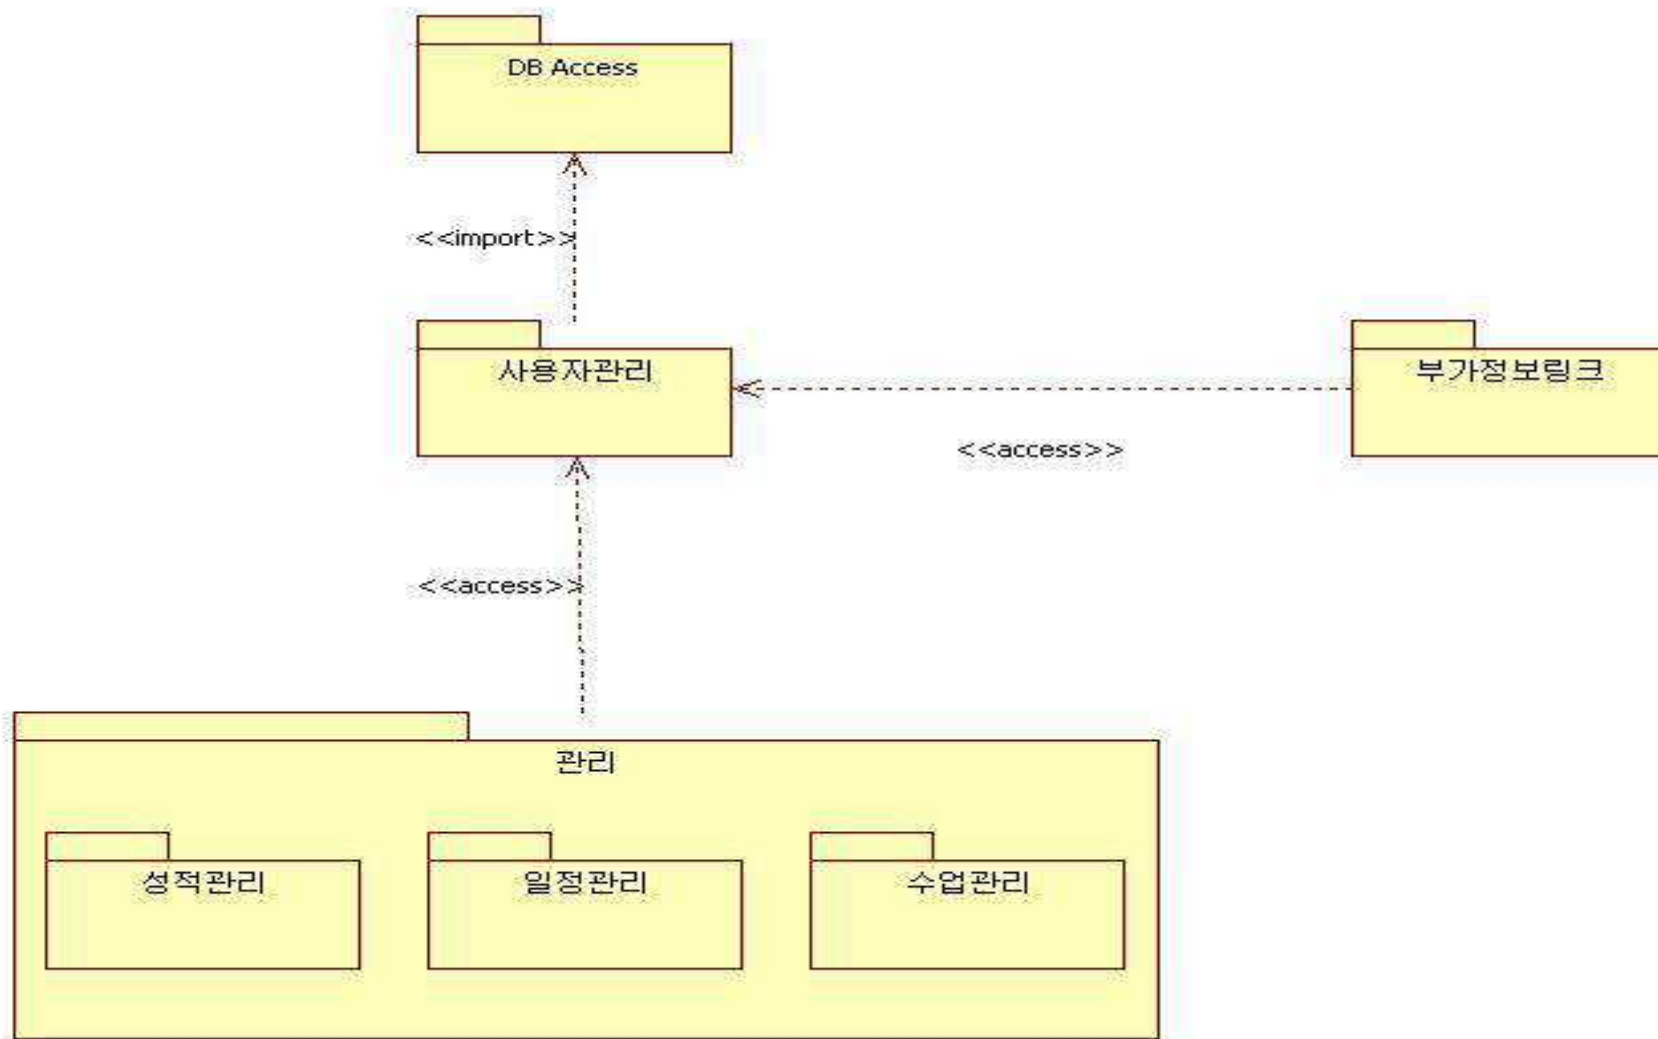 DB Access
<<import>>
사용자관리
부가정보링크
<<access>>
<<access>>
관리
성적관리
일정관리
수업관리